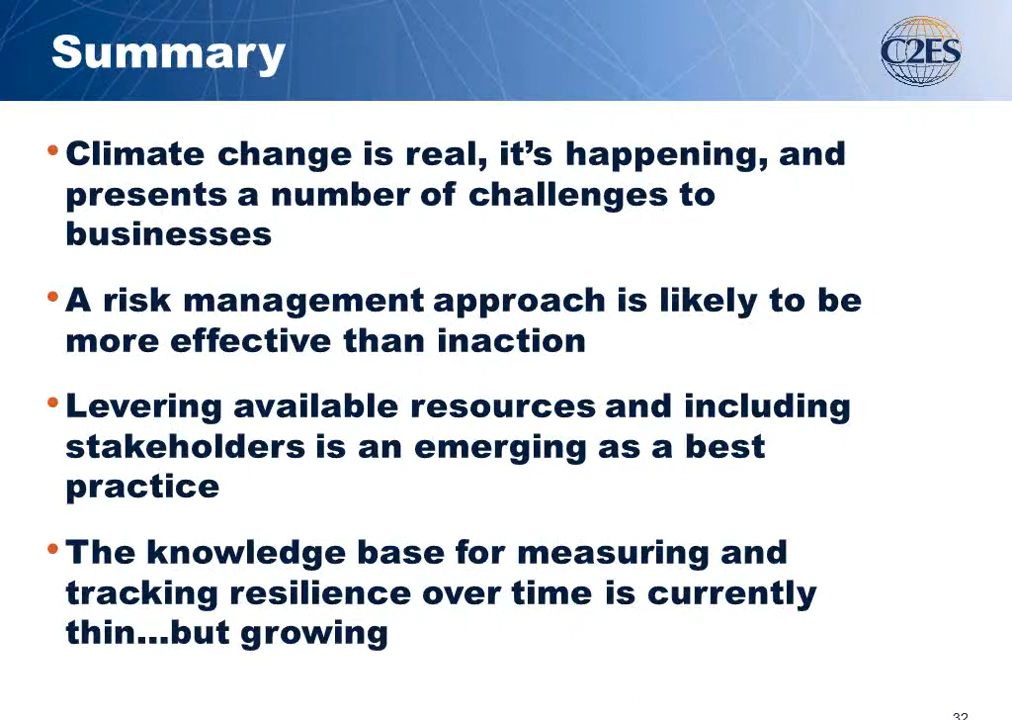 Summary
C2ES
•Climate change is real, it’s happening, and
presents a number of challenges to
businesses
•A risk management approach is likely to be
more effective than inaction
•Levering available resources and including
stakeholders is an emerging as a best
practice
•The knowledge base for measuring and
tracking resilience over time is currently
thin…but growing
32